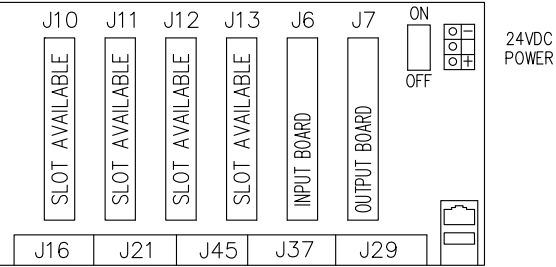 J10 J11 J12 J13 J6 J7
ON
OFF
–
+
24VDC
POWER
SLOT AVAILABLE
SLOT AVAILABLE
SLOT AVAILABLE
SLOT AVAILABLE
INPUT BOARD
OUTPUT BOARD
J16 J21 J45 J37 J29